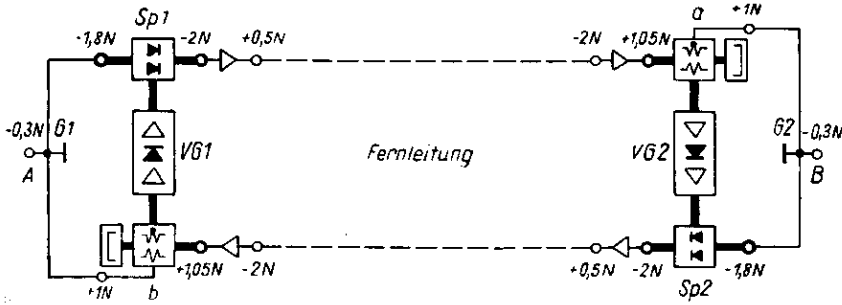 Sp1 a +1N
-1,8N -2N +0,5N -2N +1,05N
-0,3N G1 VG1 Fernleitung VG2 G2 -0,3N
A B
+1,05N -2N +0,5N -2N -1,8N
+1N b Sp2